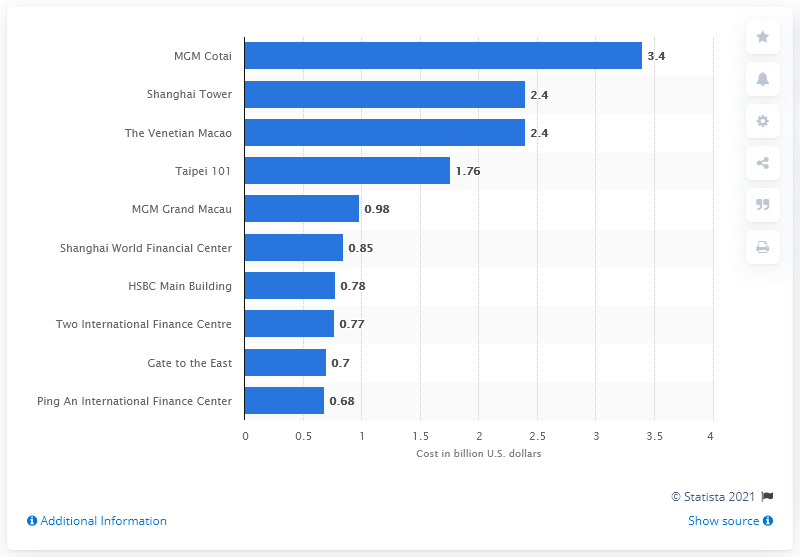 MGM Cotai 3.4
Shanghai Tower 2.4
The Venetian Macao 2.4
Taipei 101 1.76
MGM Grand Macau 0.98
Shanghai World Financial Center 0.85
HSBC Main Building 0.78
Two International Finance Centre 0.77
Gate to the East 0.7
Ping An International Finance Center 0.68
0 0.5 1 1.5 2 2.5 3 3.5 4
Cost in billion U.S. dollars
© Statista 2021
Additional Information
Show source